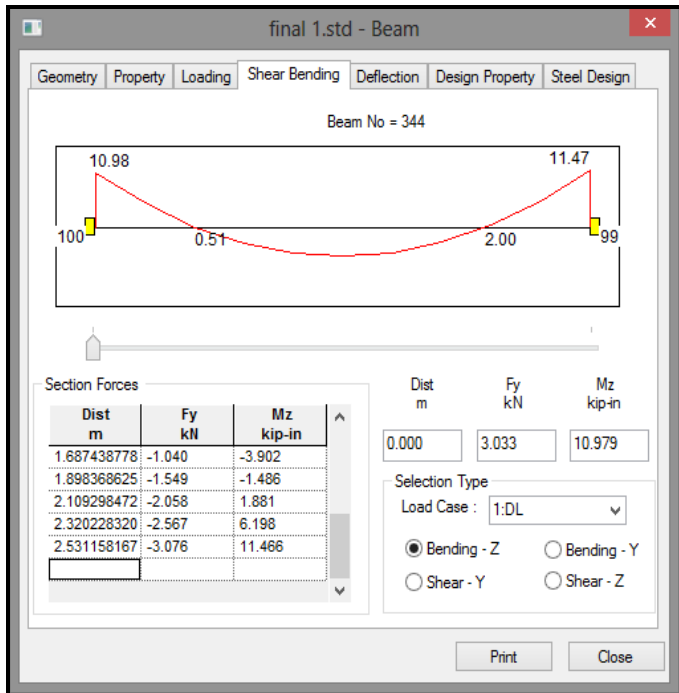 final 1.std - Beam
Geometry Property Loading Shear Bending Deflection Design Property Steel Design
Beam No = 344
10.98 11.47
100 0.51 2.00 99
Section Forces
Dist m Fy kN Mz kip-in
1.687438778 -1.040 -3.902
1.898368625 -1.549 -1.486
2.109298472 -2.058 1.881
2.320228320 -2.567 6.198
2.531158167 -3.076 11.466
Dist Fy Mz
m kN kip-in
0.000 3.033 10.979
Selection Type
Load Case : 1:DL
Bending - Z Bending - Y
Shear - Y Shear - Z
Print Close